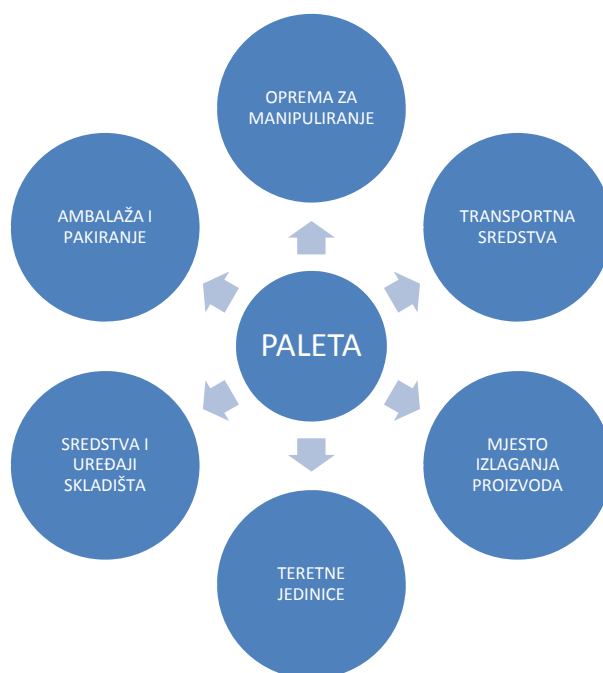 OPREMA ZA
MANIPULIRANJE
AMBALAŽA I
PAKIRANJE
TRANSPORTNA
SREDSTVA
PALETA
SREDSTVA I
UREĐAJI
SKLADIŠTA
MJESTO
IZLAGANJA
PROIZVODA
TERETNE
JEDINICE